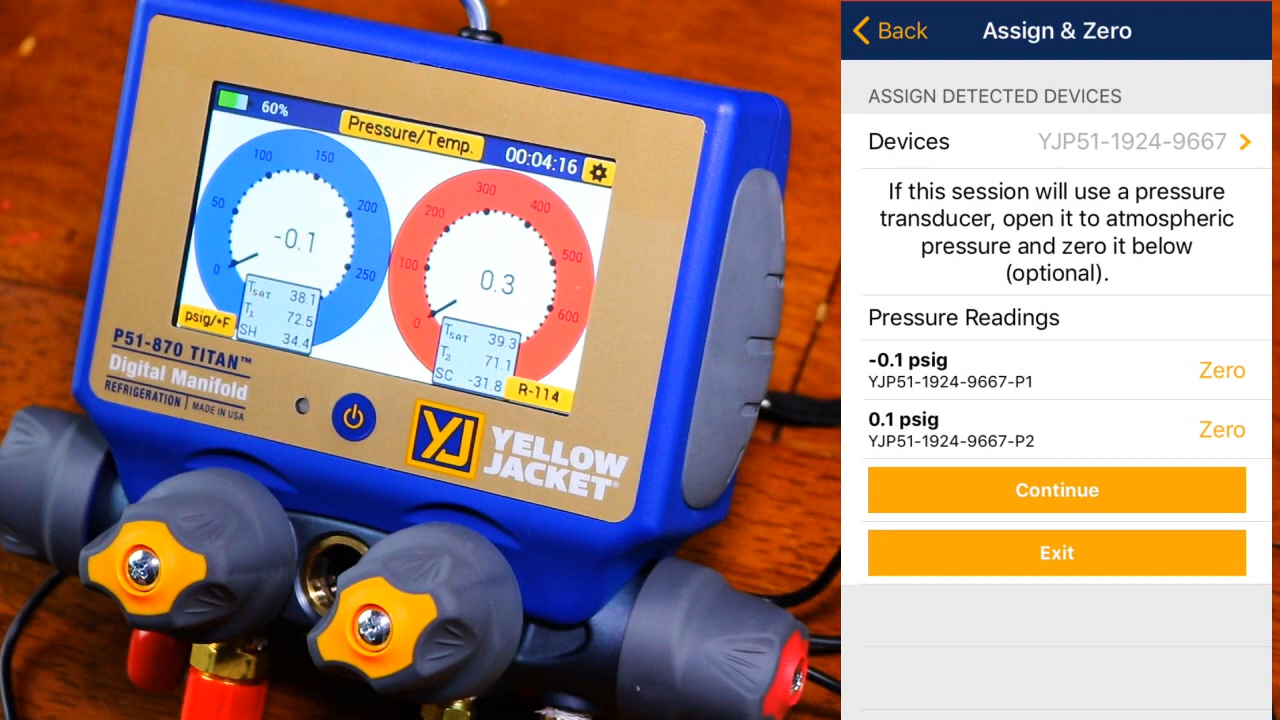 60%
Pressure/Temp.
00:04:16
0
50
100
150
200
250
-0.1
TSAT 38.1
T1 72.5
SH 34.4
0
100
200
300
400
500
600
0.3
TSAT 39.3
T2 71.1
SC -31.8
psig/°F
R-114
P51-870 TITAN™
Digital Manifold
REFRIGERATION | MADE IN USA
YJ YELLOW
JACKET®
Back
Assign & Zero
ASSIGN DETECTED DEVICES
Devices YJP51-1924-9667
If this session will use a pressure
transducer, open it to atmospheric
pressure and zero it below
(optional).
Pressure Readings
-0.1 psig
YJP51-1924-9667-P1
Zero
0.1 psig
YJP51-1924-9667-P2
Zero
Continue
Exit